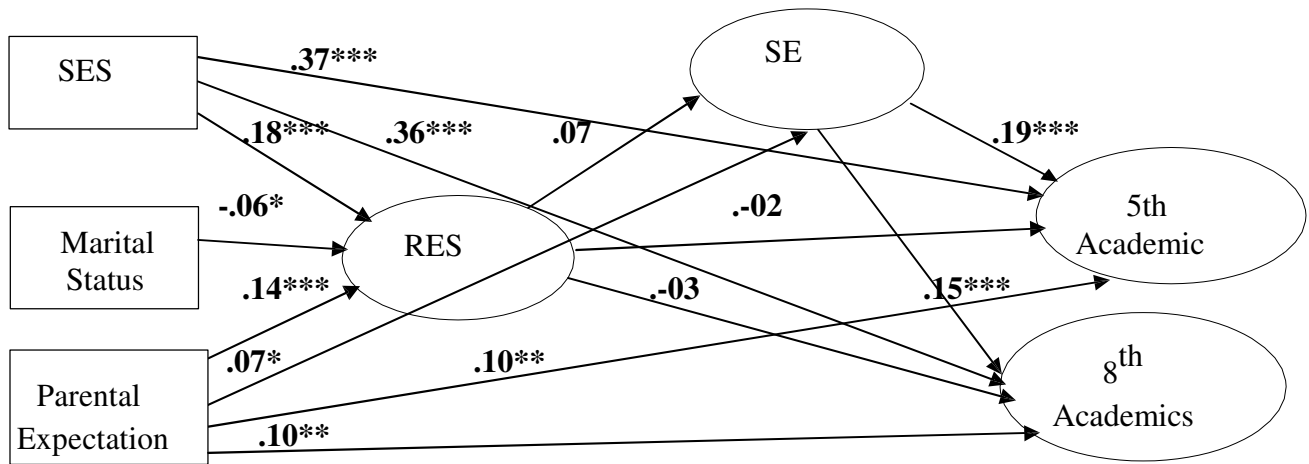 SES
.37***
SE
.18***
.36***
.07
.19***
Marital
Status
-.06*
RES
.-02
5th
Academic
.14***
.-03
.15***
Parental
Expectation
.07*
.10**
.10**
8th
Academics